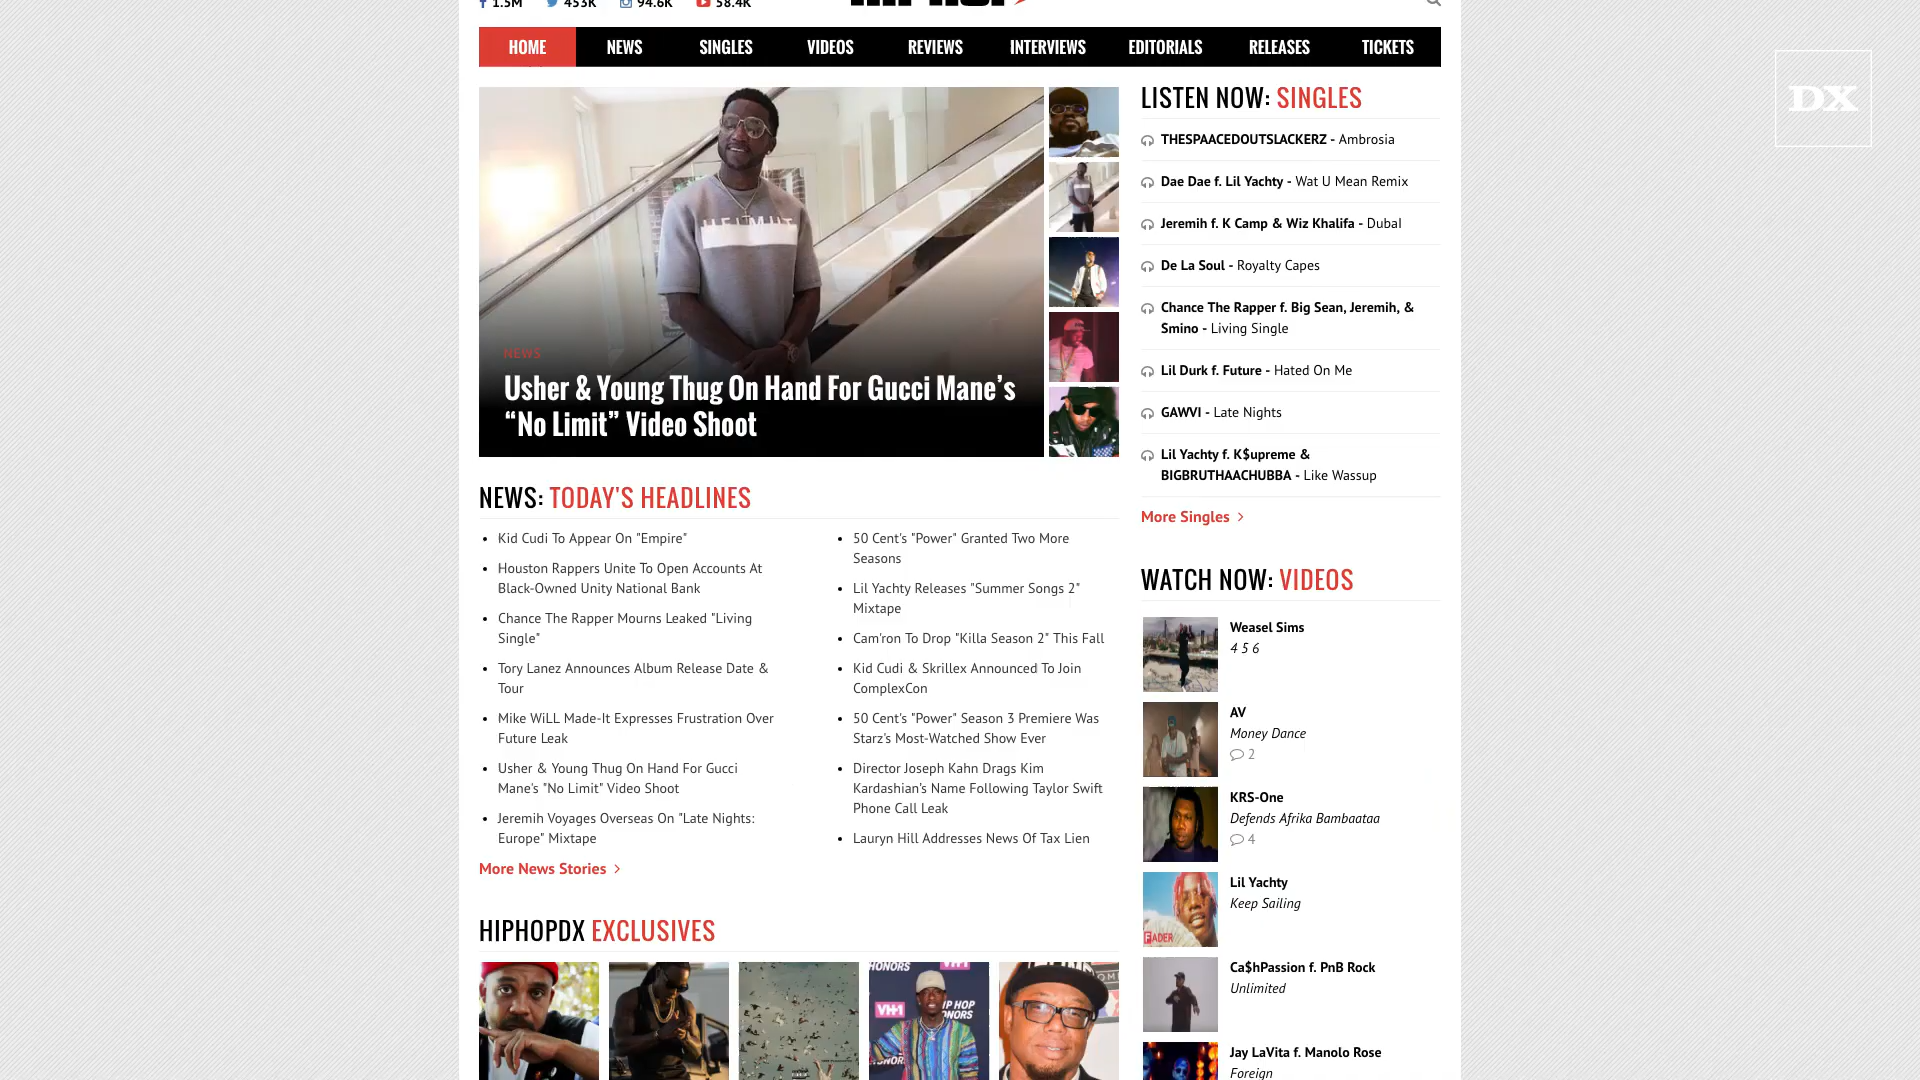 1.5M 453K 94.6K 58.4K
HOME NEWS SINGLES VIDEOS REVIEWS INTERVIEWS EDITORIALS RELEASES TICKETS
DX
NEWS
Usher & Young Thug On Hand For Gucci Mane’s
“No Limit” Video Shoot
NEWS: TODAY'S HEADLINES
Kid Cudi To Appear On "Empire"
Houston Rappers Unite To Open Accounts At
Black-Owned Unity National Bank
Chance The Rapper Mourns Leaked "Living
Single"
Tory Lanez Announces Album Release Date &
Tour
Mike WiLL Made-It Expresses Frustration Over
Future Leak
Usher & Young Thug On Hand For Gucci
Mane's "No Limit" Video Shoot
Jeremih Voyages Overseas On "Late Nights:
Europe" Mixtape
50 Cent's "Power" Granted Two More
Seasons
Lil Yachty Releases "Summer Songs 2"
Mixtape
Cam'ron To Drop "Killa Season 2" This Fall
Kid Cudi & Skrillex Announced To Join
ComplexCon
50 Cent's "Power" Season 3 Premiere Was
Starz's Most-Watched Show Ever
Director Joseph Kahn Drags Kim
Kardashian's Name Following Taylor Swift
Phone Call Leak
Lauryn Hill Addresses News Of Tax Lien
More News Stories
HIPHOPDX EXCLUSIVES
HONORS VH1
VH1 HIP HOP
HONORS
LISTEN NOW: SINGLES
THESPAACEDOUTSLACKERZ - Ambrosia
Dae Dae f. Lil Yachty - Wat U Mean Remix
Jeremih f. K Camp & Wiz Khalifa - Dubai
De La Soul - Royalty Capes
Chance The Rapper f. Big Sean, Jeremih, &
Smino - Living Single
Lil Durk f. Future - Hated On Me
GAWVI - Late Nights
Lil Yachty f. K$upreme &
BIGBRUTHAACHUBBA - Like Wassup
More Singles
WATCH NOW: VIDEOS
Weasel Sims
4 5 6
AV
Money Dance
2
KRS-One
Defends Afrika Bambaataa
4
Lil Yachty
Keep Sailing
FADER
Ca$hPassion f. PnB Rock
Unlimited
Jay LaVita f. Manolo Rose
Foreign